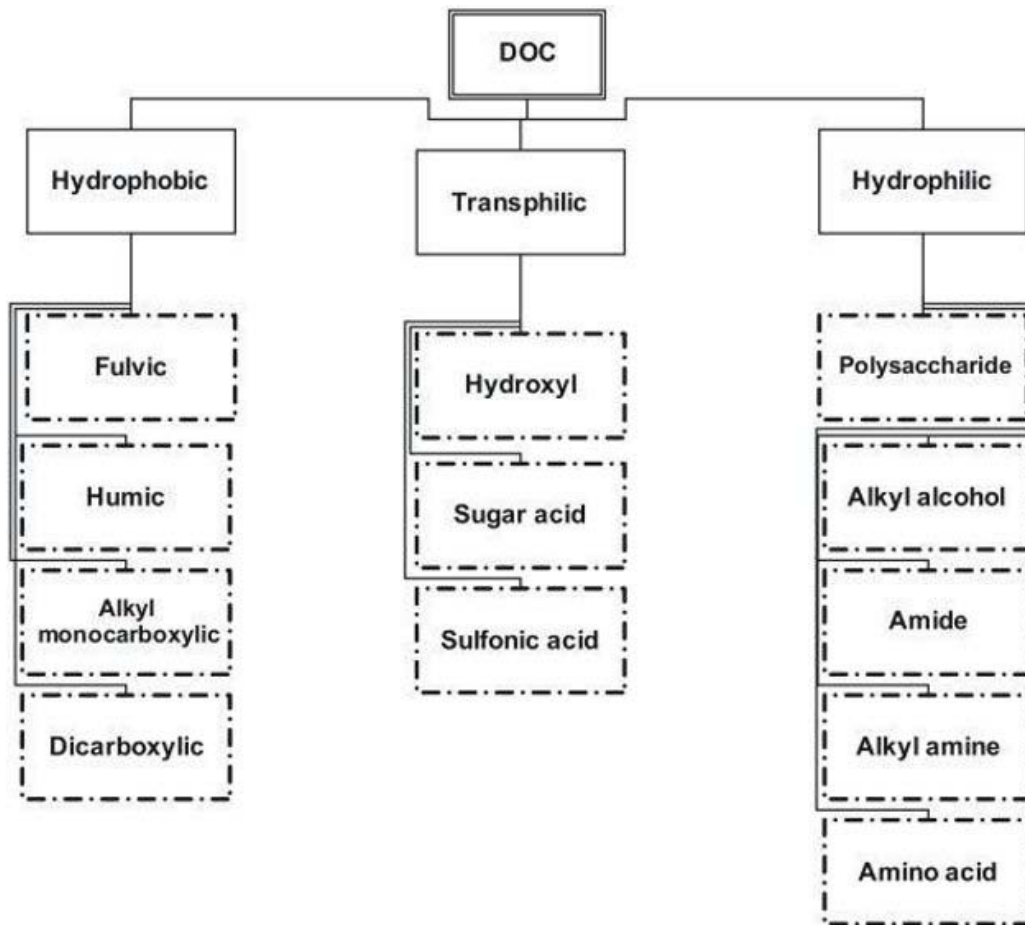 DOC
Hydrophobic
Transphilic
Hydrophilic
Fulvic
Humic
Alkyl
monocarboxylic
Dicarboxylic
Hydroxyl
Sugar acid
Sulfonic acid
Polysaccharide
Alkyl alcohol
Amide
Alkyl amine
Amino acid